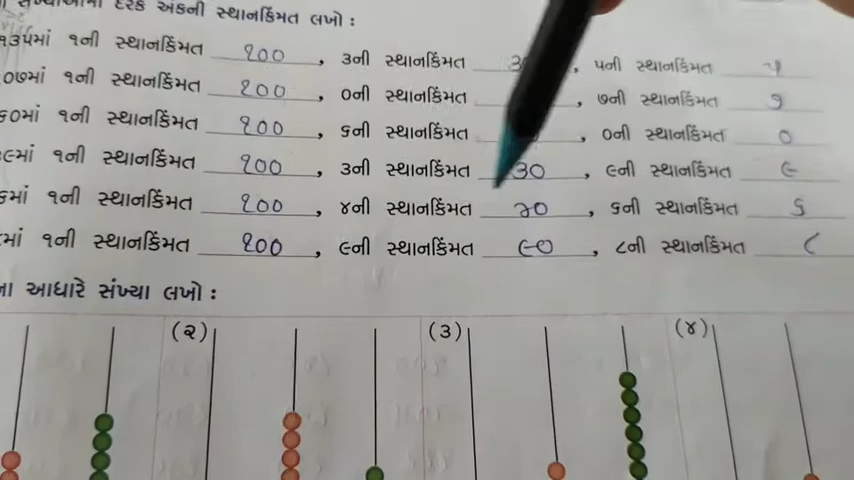 દરેક અંકની સ્થાનકિંમત લખો :
૧૩૫માં ૧ની સ્થાનકિંમત ૧૦૦, ૩ની સ્થાનકિંમત, ૫ની સ્થાનકિંમત ૫
૦૭માં ૧ની સ્થાનકિંમત ૧૦૦, ૦ની સ્થાનકિંમત, ૭ની સ્થાનકિંમત ૭
૬૦માં ૧ની સ્થાનકિંમત ૧૦૦, ૬ની સ્થાનકિંમત, ૦ની સ્થાનકિંમત ૦
૯માં ૧ની સ્થાનકિંમત ૧૦૦, ૩ની સ્થાનકિંમત ૩૦, ૯ની સ્થાનકિંમત ૯
૬માં ૧ની સ્થાનકિંમત ૧૦૦, ૪ની સ્થાનકિંમત ૪૦, ૬ની સ્થાનકિંમત ૬
માં ૧ની સ્થાનકિંમત ૧૦૦, ૯ની સ્થાનકિંમત ૯૦, ૮ની સ્થાનકિંમત ૮
ના આધારે સંખ્યા લખો :
(૨) (૩) (૪)